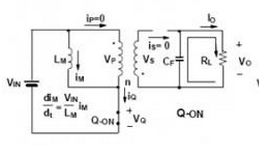 iP=0
iS= 0
IO
LM
iM
VP
VS
CF
RL
VO
VIN
n
iQ
diM = VIN iM
dt LM
Q-ON
VQ
Q-ON